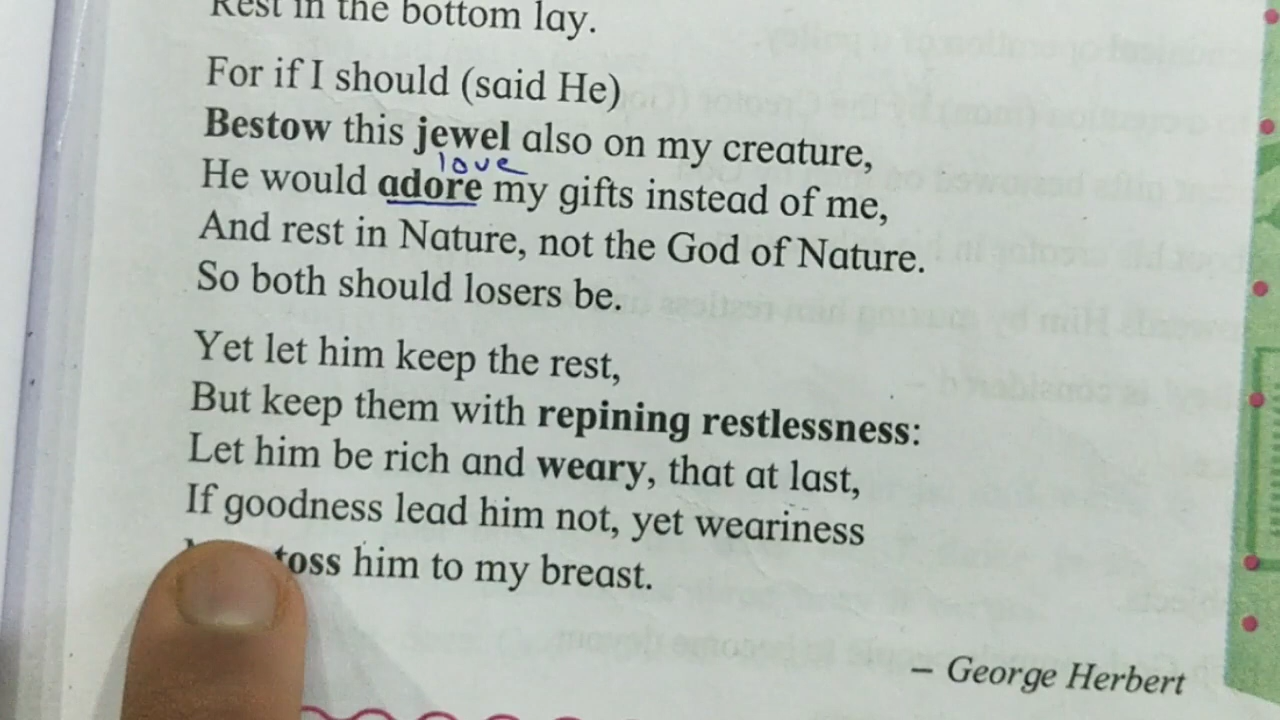 Rest in the bottom lay.
For if I should (said He)
Bestow this jewel also on my creature,
love
He would adore my gifts instead of me,
And rest in Nature, not the God of Nature.
So both should losers be.
Yet let him keep the rest,
But keep them with repining restlessness:
Let him be rich and weary, that at last,
If goodness lead him not, yet weariness
toss him to my breast.
– George Herbert